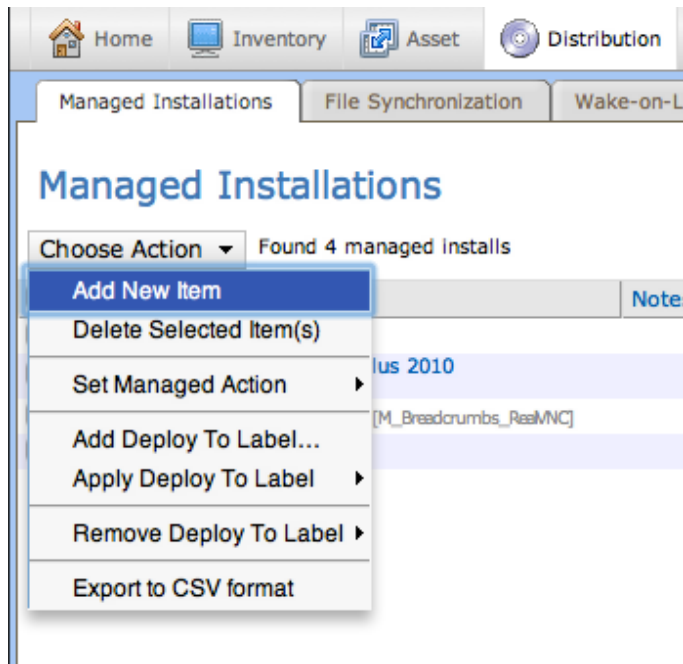 Home Inventory Asset Distribution
Managed Installations File Synchronization Wake-on-L
Managed Installations
Choose Action Found 4 managed installs
Add New Item
Note
Delete Selected Item(s)
lus 2010
Set Managed Action
[M_Breadcrumbs_RealVNC]
Add Deploy To Label...
Apply Deploy To Label
Remove Deploy To Label
Export to CSV format